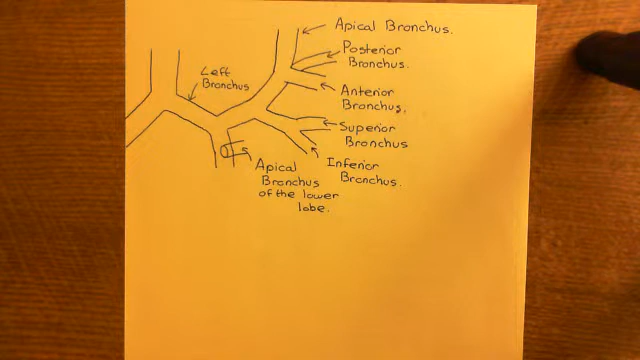 Apical Bronchus.
Posterior
Bronchus.
Left
Bronchus
Anterior
Bronchus.
Superior
Bronchus
Inferior
Bronchus.
Apical
Bronchus
of the lower
lobe.